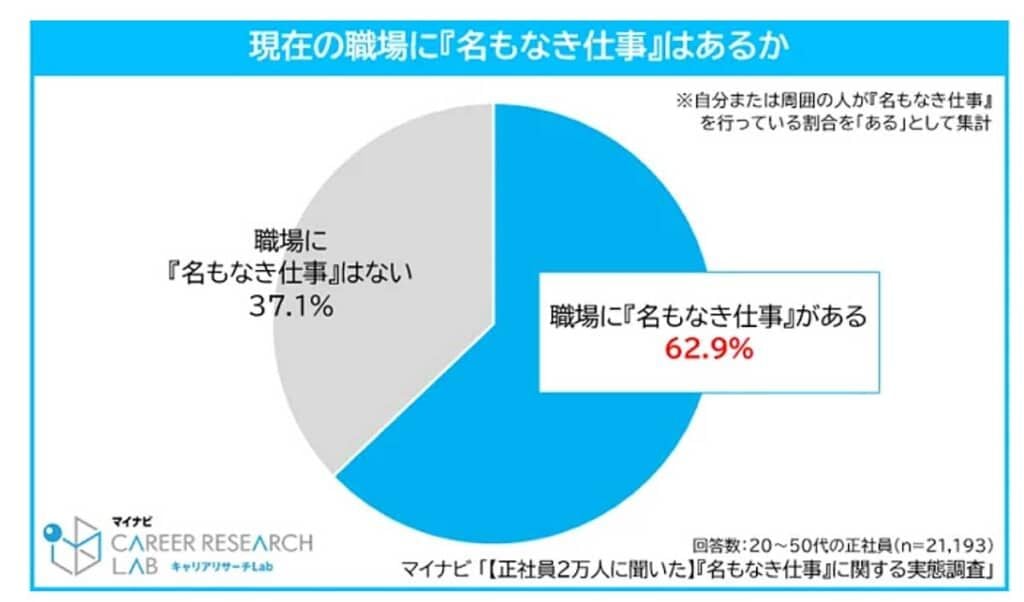 現在の職場に『名もなき仕事』はあるか
※自分または周囲の人が『名もなき仕事』
を行っている割合を「ある」として集計
職場に
『名もなき仕事』はない
37.1%
職場に『名もなき仕事』がある
62.9%
マイナビ
CAREER RESEARCH
LAB キャリアリサーチLab
回答数：20～50代の正社員(n=21,193)
マイナビ「【正社員2万人に聞いた】『名もなき仕事』に関する実態調査」